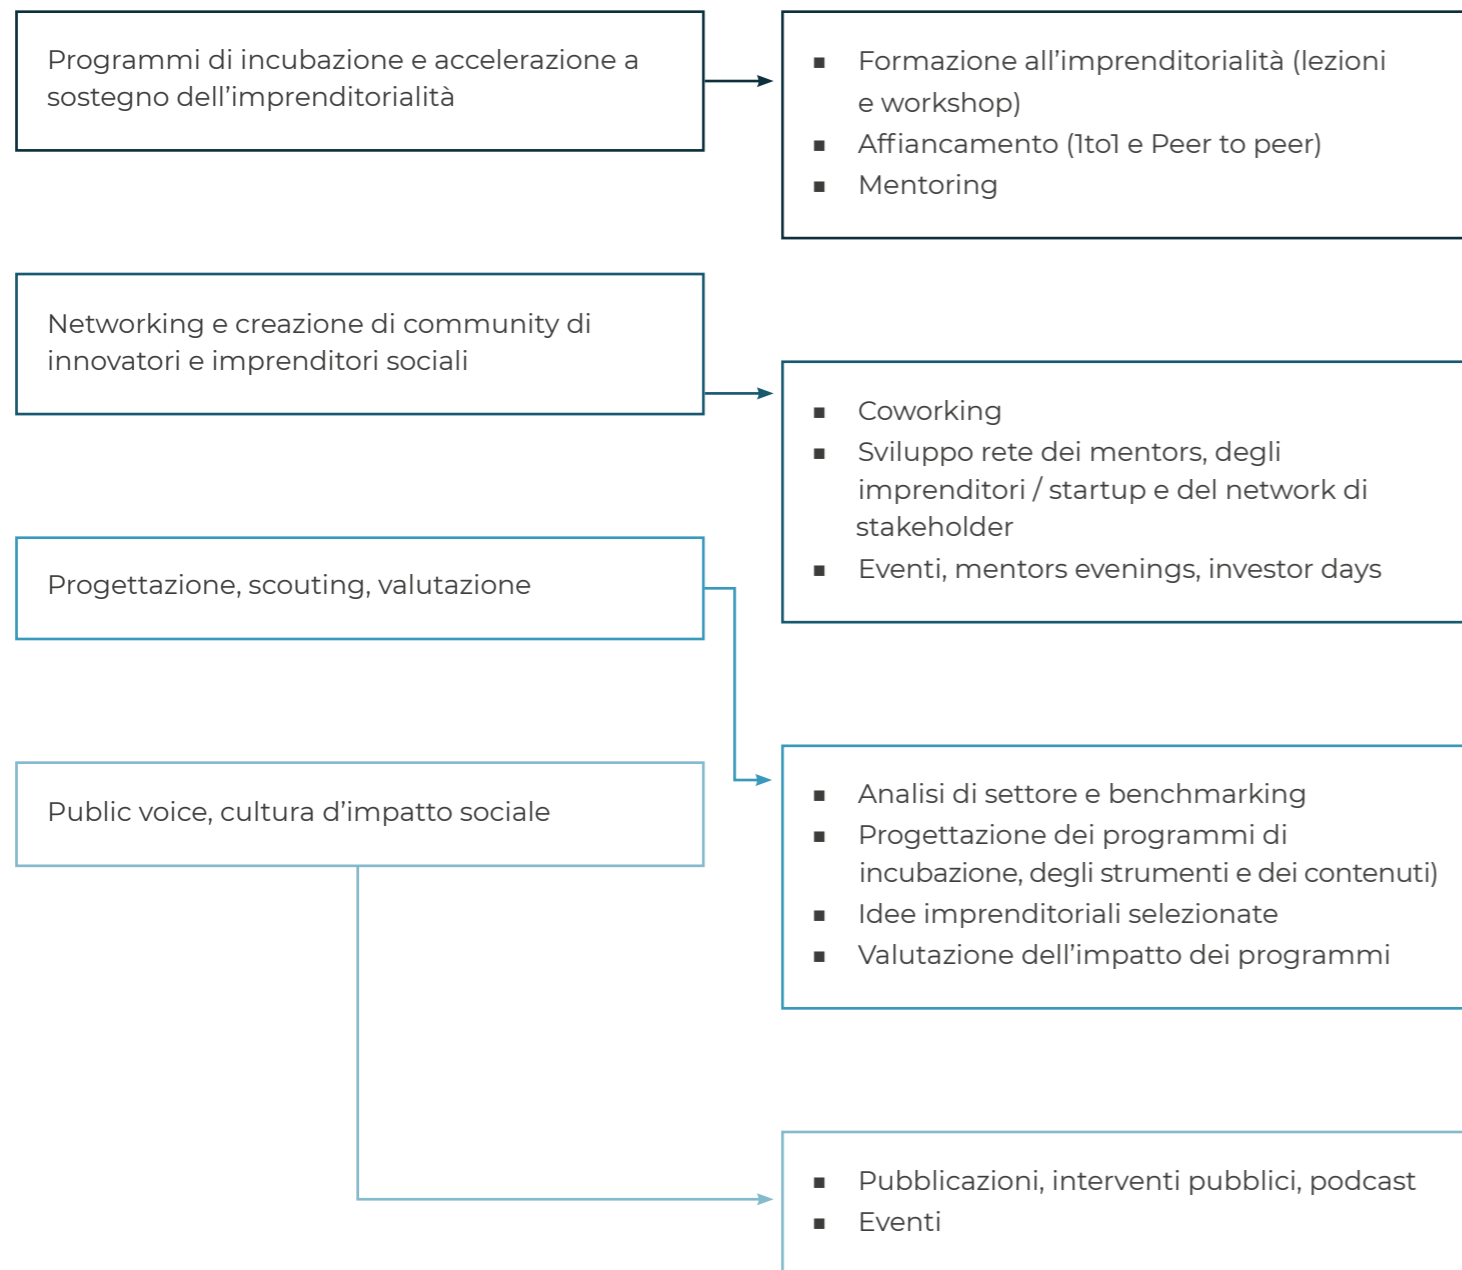 Programmi di incubazione e accelerazione a
sostegno dell'imprenditorialità
▪ Formazione all'imprenditorialità (lezioni
e workshop)
▪ Affiancamento (1to1 e Peer to peer)
▪ Mentoring
Networking e creazione di community di
innovatori e imprenditori sociali
▪ Coworking
▪ Sviluppo rete dei mentors, degli
imprenditori / startup e del network di
stakeholder
▪ Eventi, mentors evenings, investor days
Progettazione, scouting, valutazione
▪ Analisi di settore e benchmarking
▪ Progettazione dei programmi di
incubazione, degli strumenti e dei contenuti)
▪ Idee imprenditoriali selezionate
▪ Valutazione dell'impatto dei programmi
Public voice, cultura d'impatto sociale
▪ Pubblicazioni, interventi pubblici, podcast
▪ Eventi